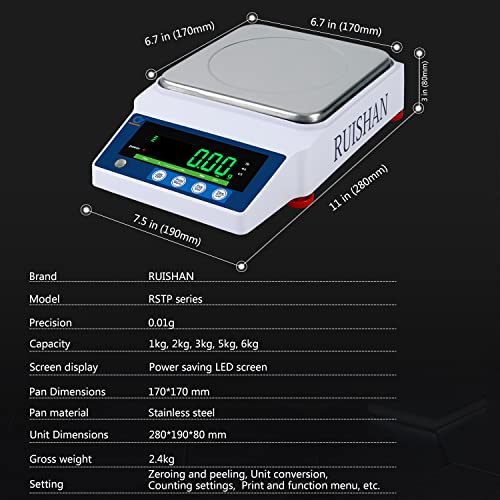 6.7 in (170mm)
6.7 in (170mm)
3 in (80mm)
11 in (280mm)
7.5 in (190mm)
RUISHAN
0.00 g
power
Brand RUISHAN
Model RSTP series
Precision 0.01g
Capacity 1kg, 2kg, 3kg, 5kg, 6kg
Screen display Power saving LED screen
Pan Dimensions 170*170 mm
Pan material Stainless steel
Unit Dimensions 280*190*80 mm
Gross weight 2.4kg
Setting Zeroing and peeling, Unit conversion,
Counting settings, Print and function menu, etc.